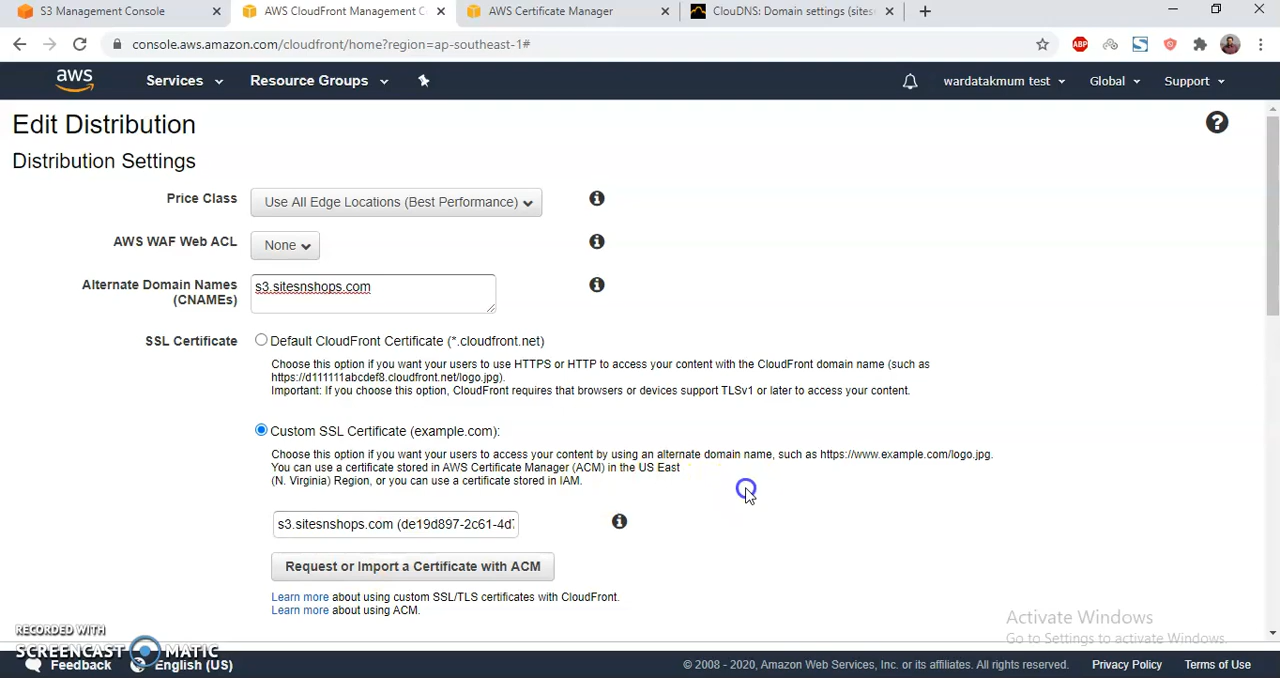 S3 Management Console
AWS CloudFront Management C
AWS Certificate Manager
ClouDNS: Domain settings (sites
console.aws.amazon.com/cloudfront/home?region=ap-southeast-1#
ABP
aws
Services
Resource Groups
wardatakmum test
Global
Support
Edit Distribution
Distribution Settings
Price Class
Use All Edge Locations (Best Performance)
AWS WAF Web ACL
None
Alternate Domain Names
(CNAMEs)
s3.sitesnshops.com
SSL Certificate
Default CloudFront Certificate (*.cloudfront.net)
Choose this option if you want your users to use HTTPS or HTTP to access your content with the CloudFront domain name (such as
https://d111111abcdef8.cloudfront.net/logo.jpg).
Important: If you choose this option, CloudFront requires that browsers or devices support TLSv1 or later to access your content.
Custom SSL Certificate (example.com):
Choose this option if you want your users to access your content by using an alternate domain name, such as https://www.example.com/logo.jpg.
You can use a certificate stored in AWS Certificate Manager (ACM) in the US East
(N. Virginia) Region, or you can use a certificate stored in IAM.
s3.sitesnshops.com (de19d897-2c61-4d7
Request or Import a Certificate with ACM
Learn more about using custom SSL/TLS certificates with CloudFront.
Learn more about using ACM.
Activate Windows
Go to Settings to activate Windows.
RECORDED WITH
SCREENCAST MATIC
Feedback
English (US)
© 2008 - 2020, Amazon Web Services, Inc. or its affiliates. All rights reserved.
Privacy Policy
Terms of Use